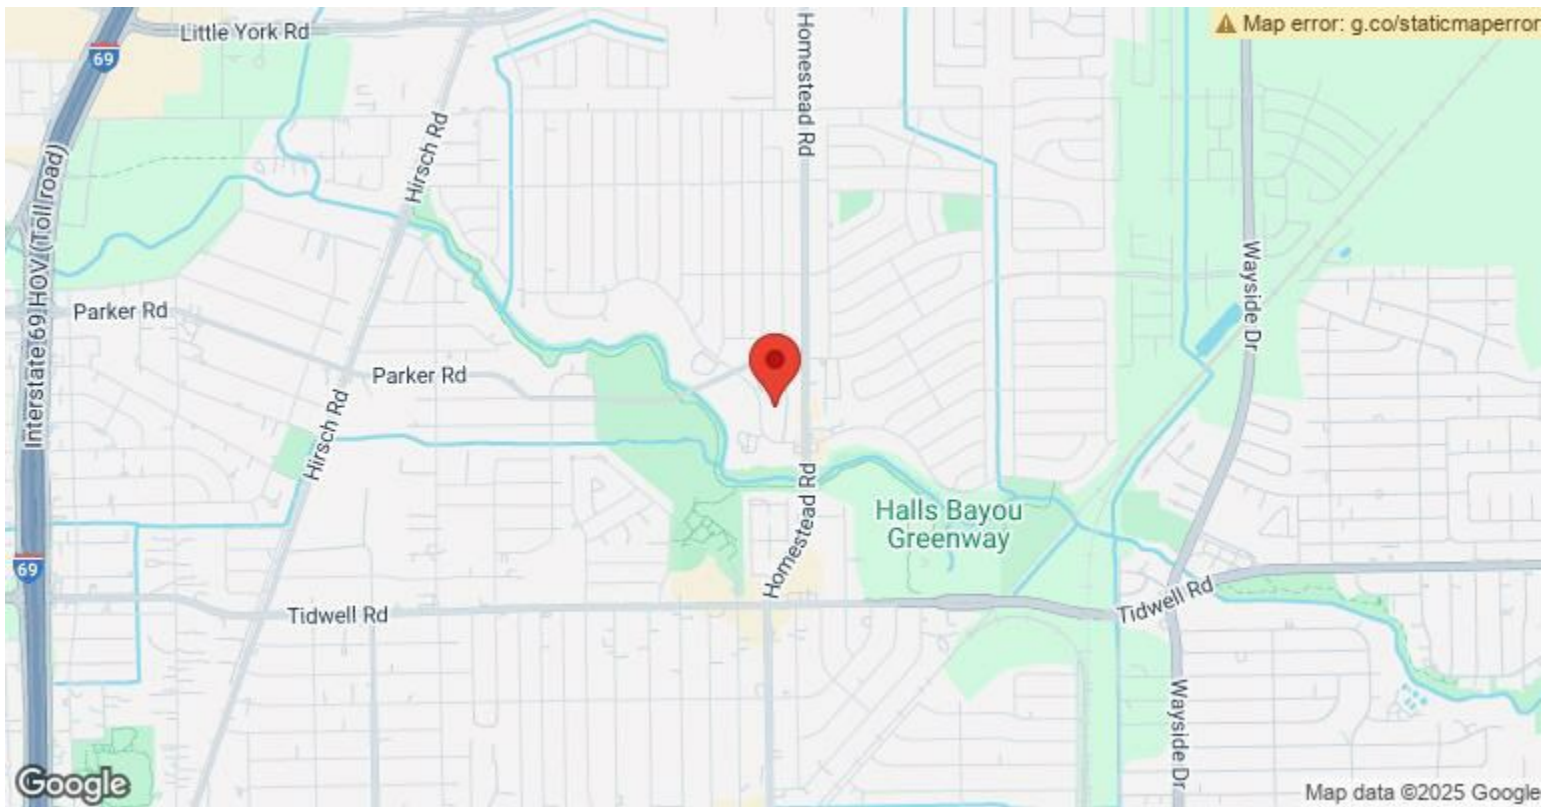 Map error: g.co/staticmaperror
Little York Rd
69
Homestead Rd
Hirsch Rd
Interstate 69 HOV (Toll road)
Wayside Dr
Parker Rd
Parker Rd
Hirsch Rd
Homestead Rd
Halls Bayou
Greenway
69
Tidwell Rd
Tidwell Rd
Wayside Dr
Google
Map data ©2025 Google